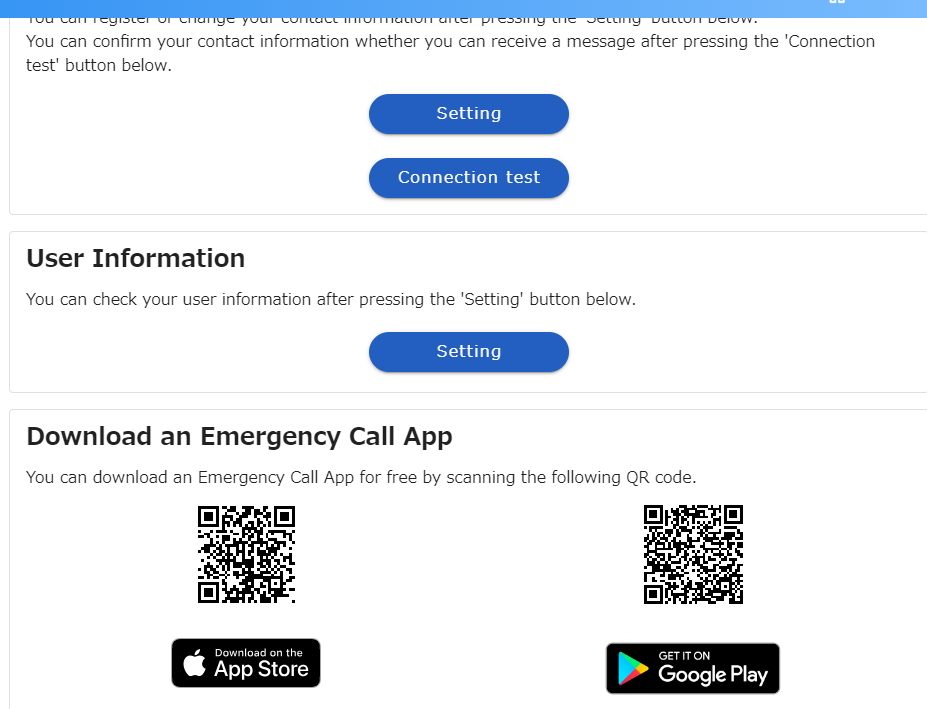 You can register or change your contact information after pressing the 'Setting' button below.
You can confirm your contact information whether you can receive a message after pressing the 'Connection
test' button below.
Setting
Connection test
User Information
You can check your user information after pressing the 'Setting' button below.
Setting
Download an Emergency Call App
You can download an Emergency Call App for free by scanning the following QR code.
Download on the
App Store
GET IT ON
Google Play